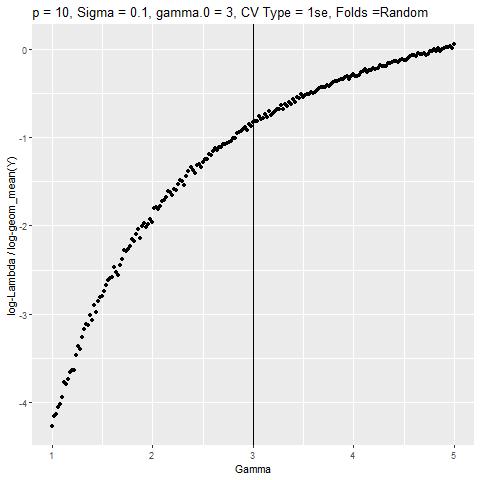 p = 10, Sigma = 0.1, gamma.0 = 3, CV Type = 1se, Folds =Random
log-Lambda / log-geom_mean(Y)
0
-1
-2
-3
-4
1 2 3 4 5
Gamma